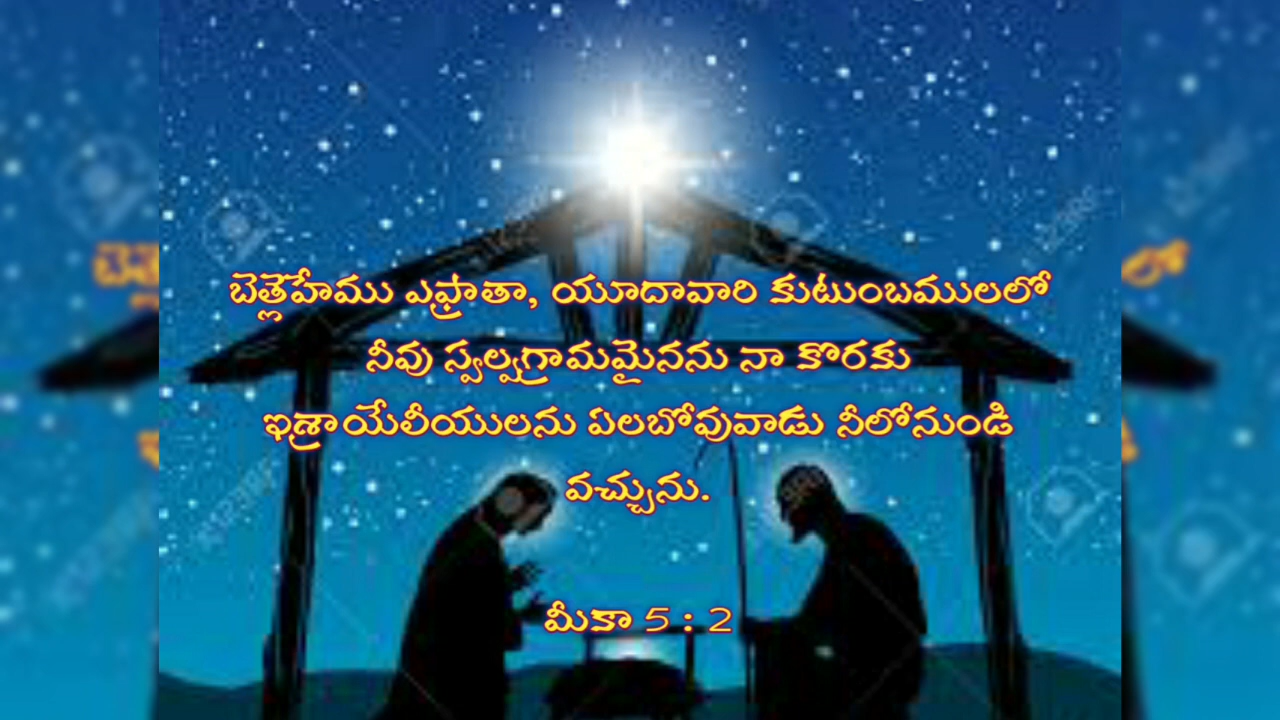 బెత్లెహేము ఎఫ్రాతా, యూదావారి కుటుంబములలో
నీవు స్వల్పగ్రామమైనను నా కొరకు
ఇశ్రాయేలీయులను ఏలబోవువాడు నీలోనుండి
వచ్చును.
మీకా 5 : 2